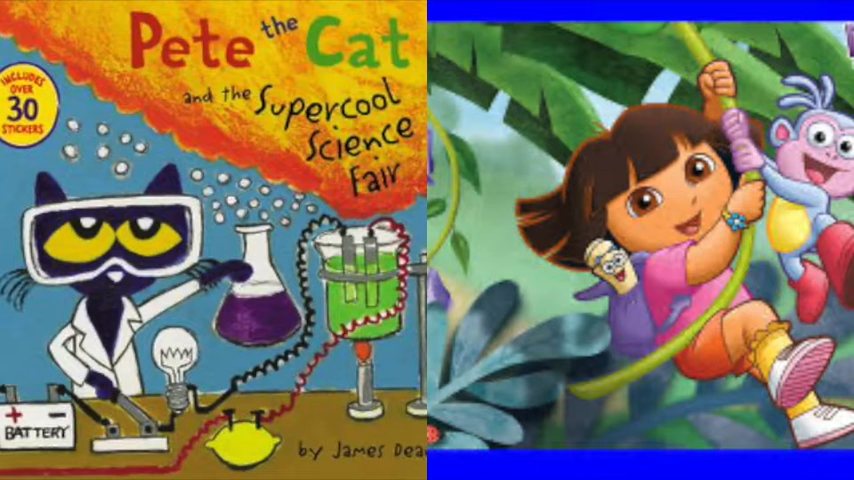 Pete the Cat
and the Supercool
Science
Fair
INCLUDES
OVER
30
STICKERS
+ -
BATTERY
by James Dea